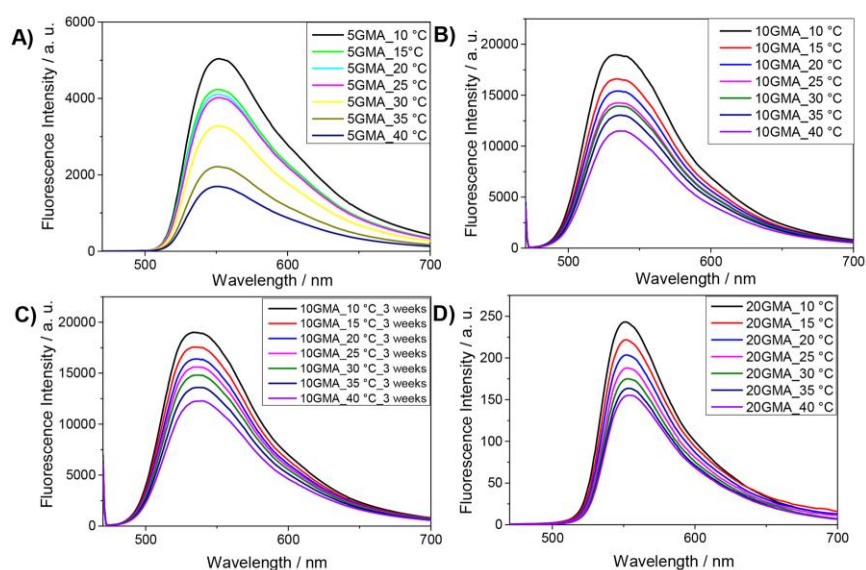 A)
Fluorescence Intensity / a. u.
6000
4000
2000
0
5GMA_10 °C
5GMA_15°C
5GMA_20 °C
5GMA_25 °C
5GMA_30 °C
5GMA_35 °C
5GMA_40 °C
500
600
700
Wavelength / nm
B)
Fluorescence Intensity / a. u.
22500
15000
7500
0
10GMA_10 °C
10GMA_15 °C
10GMA_20 °C
10GMA_25 °C
10GMA_30 °C
10GMA_35 °C
10GMA_40 °C
500
600
700
Wavelength / nm
C)
Fluorescence Intensity / a. u.
20000
15000
10000
5000
0
10GMA_10 °C_3 weeks
10GMA_15 °C_3 weeks
10GMA_20 °C_3 weeks
10GMA_25 °C_3 weeks
10GMA_30 °C_3 weeks
10GMA_35 °C_3 weeks
10GMA_40 °C_3 weeks
500
600
700
Wavelength / nm
D)
Fluorescence Intensity / a. u.
250
200
150
100
50
0
20GMA_10 °C
20GMA_15 °C
20GMA_20 °C
20GMA_25 °C
20GMA_30 °C
20GMA_35 °C
20GMA_40 °C
500
600
700
Wavelength / nm